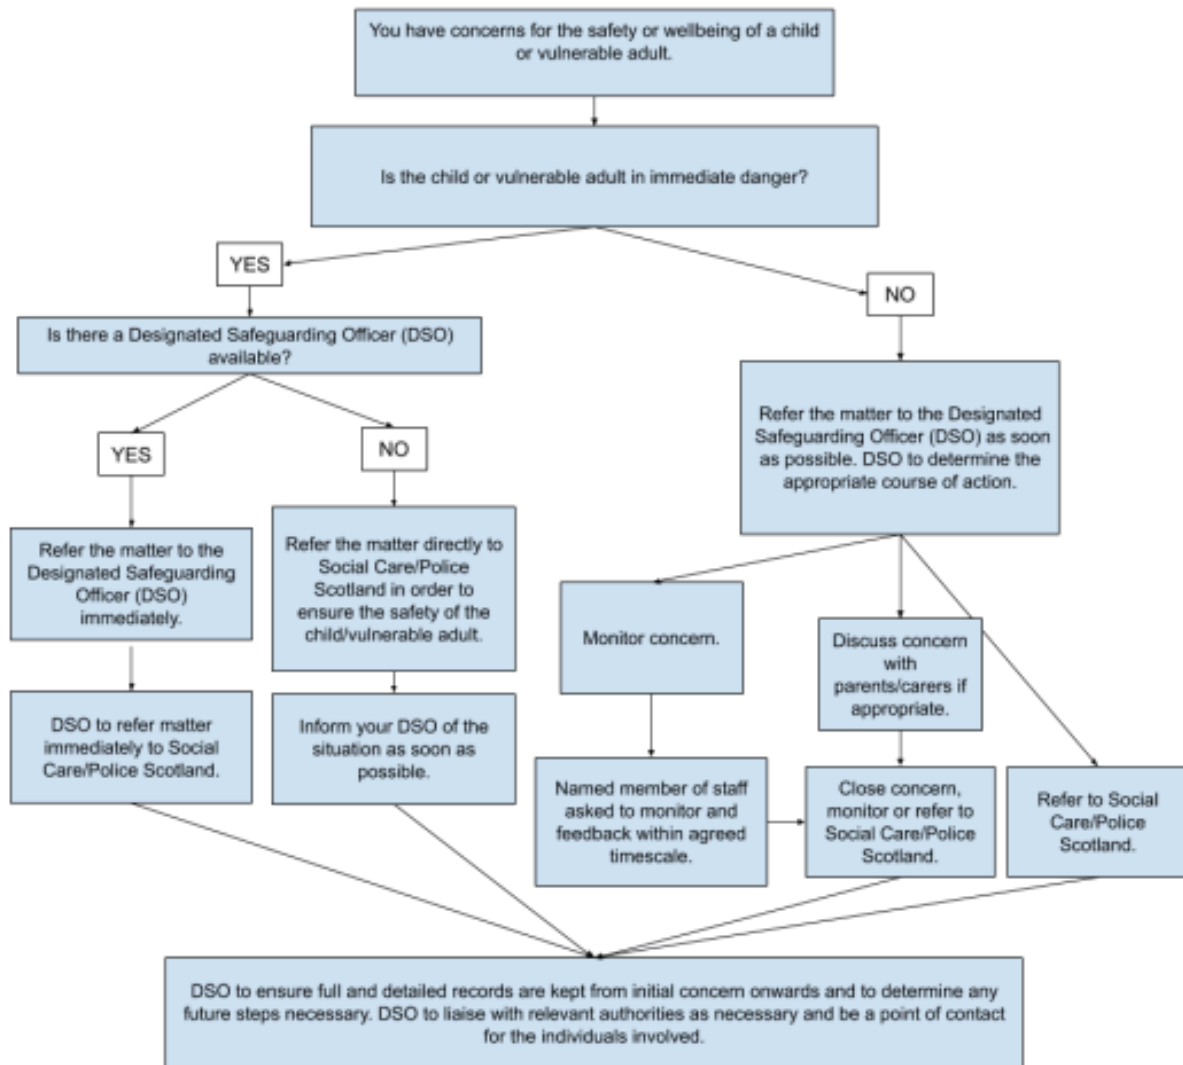 You have concerns for the safety or wellbeing of a child
or vulnerable adult.
Is the child or vulnerable adult in immediate danger?
YES
NO
Is there a Designated Safeguarding Officer (DSO)
available?
YES
NO
Refer the matter to the Designated
Safeguarding Officer (DSO) as soon
as possible. DSO to determine the
appropriate course of action.
Refer the matter to the
Designated Safeguarding
Officer (DSO)
immediately.
Refer the matter directly to
Social Care/Police
Scotland in order to
ensure the safety of the
child/vulnerable adult.
Monitor concern.
Discuss concern
with
parents/carers if
appropriate.
DSO to refer matter
immediately to Social
Care/Police Scotland.
Inform your DSO of the
situation as soon as
possible.
Named member of staff
asked to monitor and
feedback within agreed
timescale.
Close concern,
monitor or refer to
Social Care/Police
Scotland.
Refer to Social
Care/Police
Scotland.
DSO to ensure full and detailed records are kept from initial concern onwards and to determine any
future steps necessary. DSO to liaise with relevant authorities as necessary and be a point of contact
for the individuals involved.